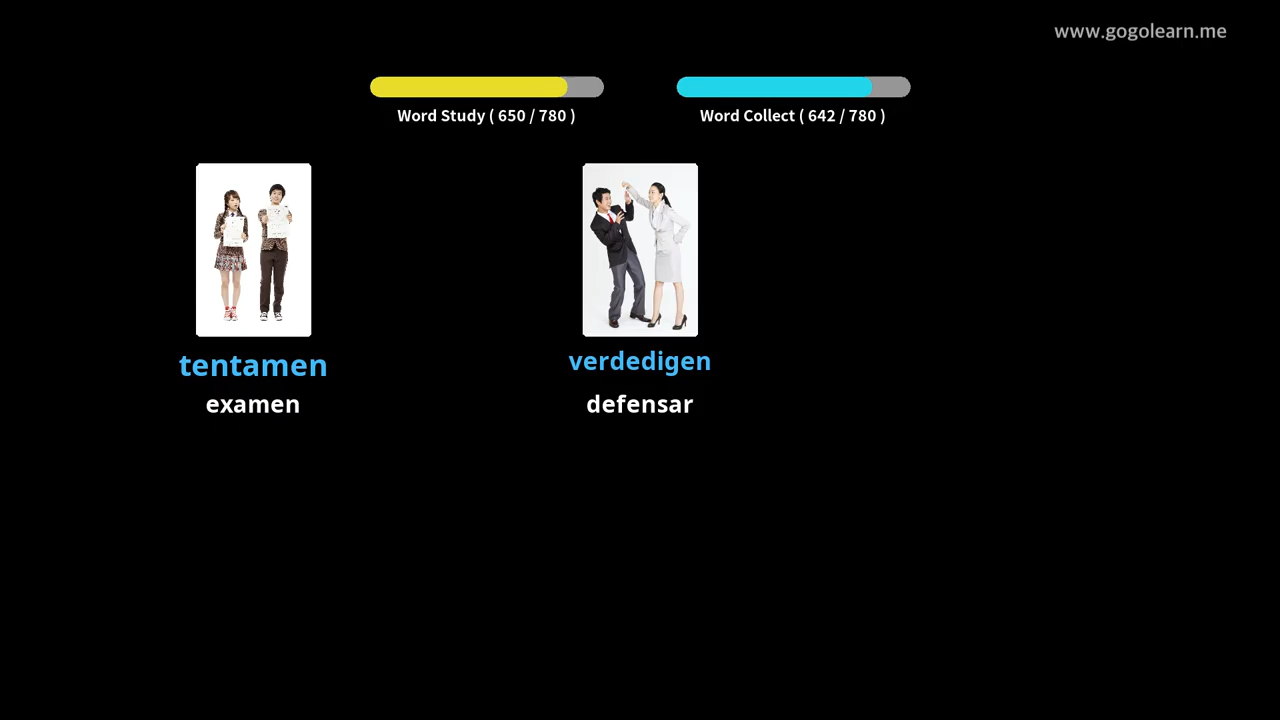 www.gogolearn.me
Word Study ( 650 / 780 )
Word Collect ( 642 / 780 )
tentamen
examen
verdedigen
defensar